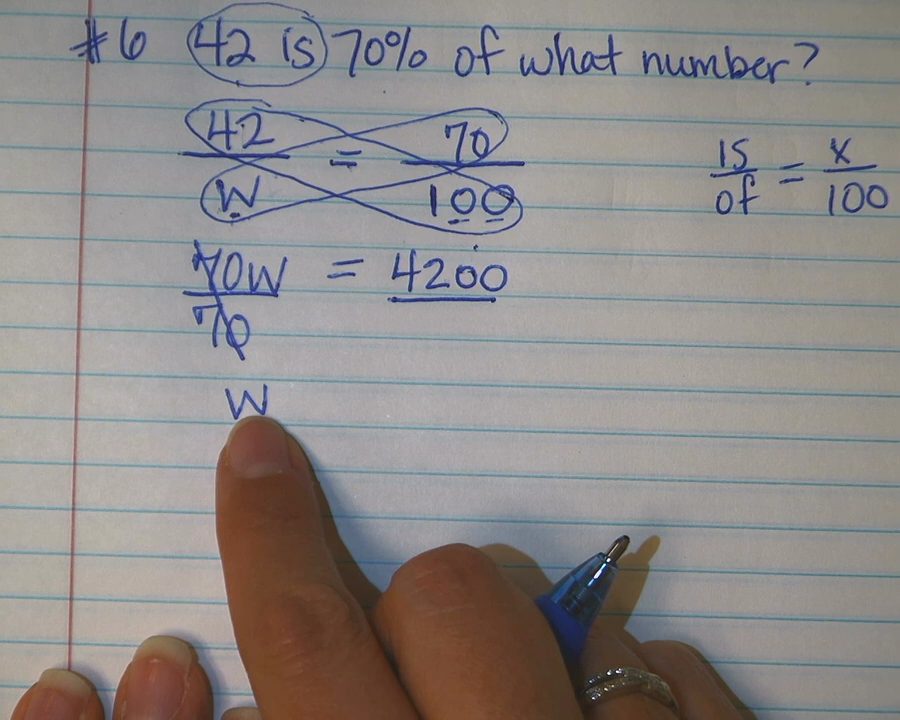 #6 42 is 70% of what number?
42 = 70
W 100
is = x
of 100
70W = 4200
70
W